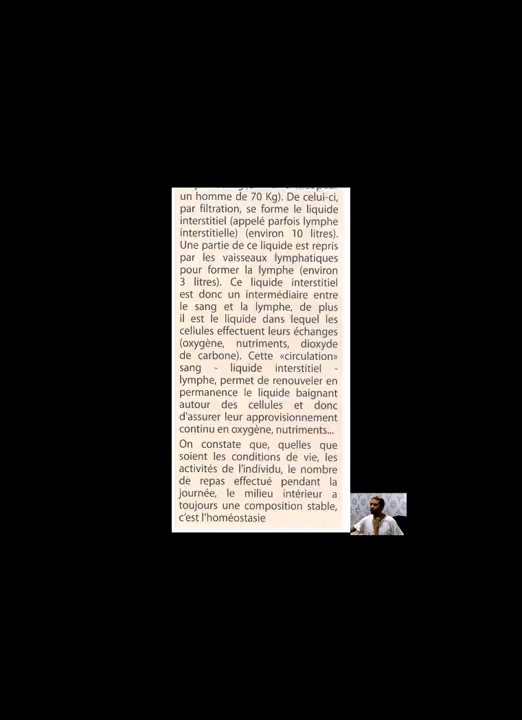 un homme de 70 Kg). De celui-ci,
par filtration, se forme le liquide
interstitiel (appelé parfois lymphe
interstitielle) (environ 10 litres).
Une partie de ce liquide est repris
par les vaisseaux lymphatiques
pour former la lymphe (environ
3 litres). Ce liquide interstitiel
est donc un intermédiaire entre
le sang et la lymphe, de plus
il est le liquide dans lequel les
cellules effectuent leurs échanges
(oxygène, nutriments, dioxyde
de carbone). Cette «circulation»
sang - liquide interstitiel -
lymphe, permet de renouveler en
permanence le liquide baignant
autour des cellules et donc
d'assurer leur approvisionnement
continu en oxygène, nutriments...
On constate que, quelles que
soient les conditions de vie, les
activités de l'individu, le nombre
de repas effectué pendant la
journée, le milieu intérieur a
toujours une composition stable,
c'est l'homéostasie